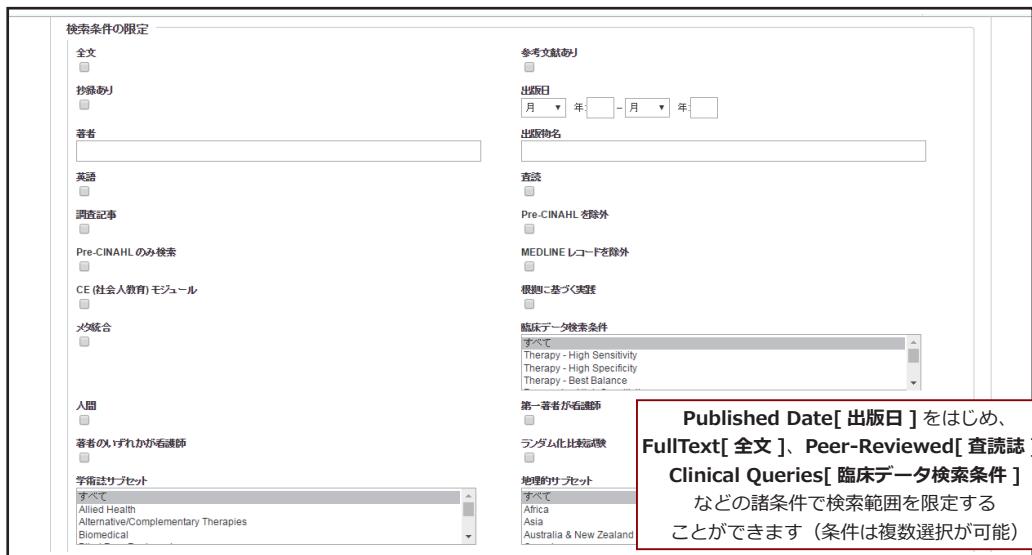 検索条件の限定
全文
参考文献あり
抄録あり
出版日
月 年: – 月 年:
著者
出版物名
英語
査読
調査記事
Pre-CINAHL を除外
Pre-CINAHL のみ検索
MEDLINE レコードを除外
CE (社会人教育) モジュール
根拠に基づく実践
メタ統合
臨床データ検索条件
すべて
Therapy - High Sensitivity
Therapy - High Specificity
Therapy - Best Balance
人間
第一著者が看護師
著者のいずれかが看護師
ランダム化比較試験
学術誌サブセット
すべて
Allied Health
Alternative/Complementary Therapies
Biomedical
地理的サブセット
すべて
Africa
Asia
Australia & New Zealand
Published Date[ 出版日 ] をはじめ、
FullText[ 全文 ]、Peer-Reviewed[ 査読誌 ]
Clinical Queries[ 臨床データ検索条件 ]
などの諸条件で検索範囲を限定する
ことができます（条件は複数選択が可能）